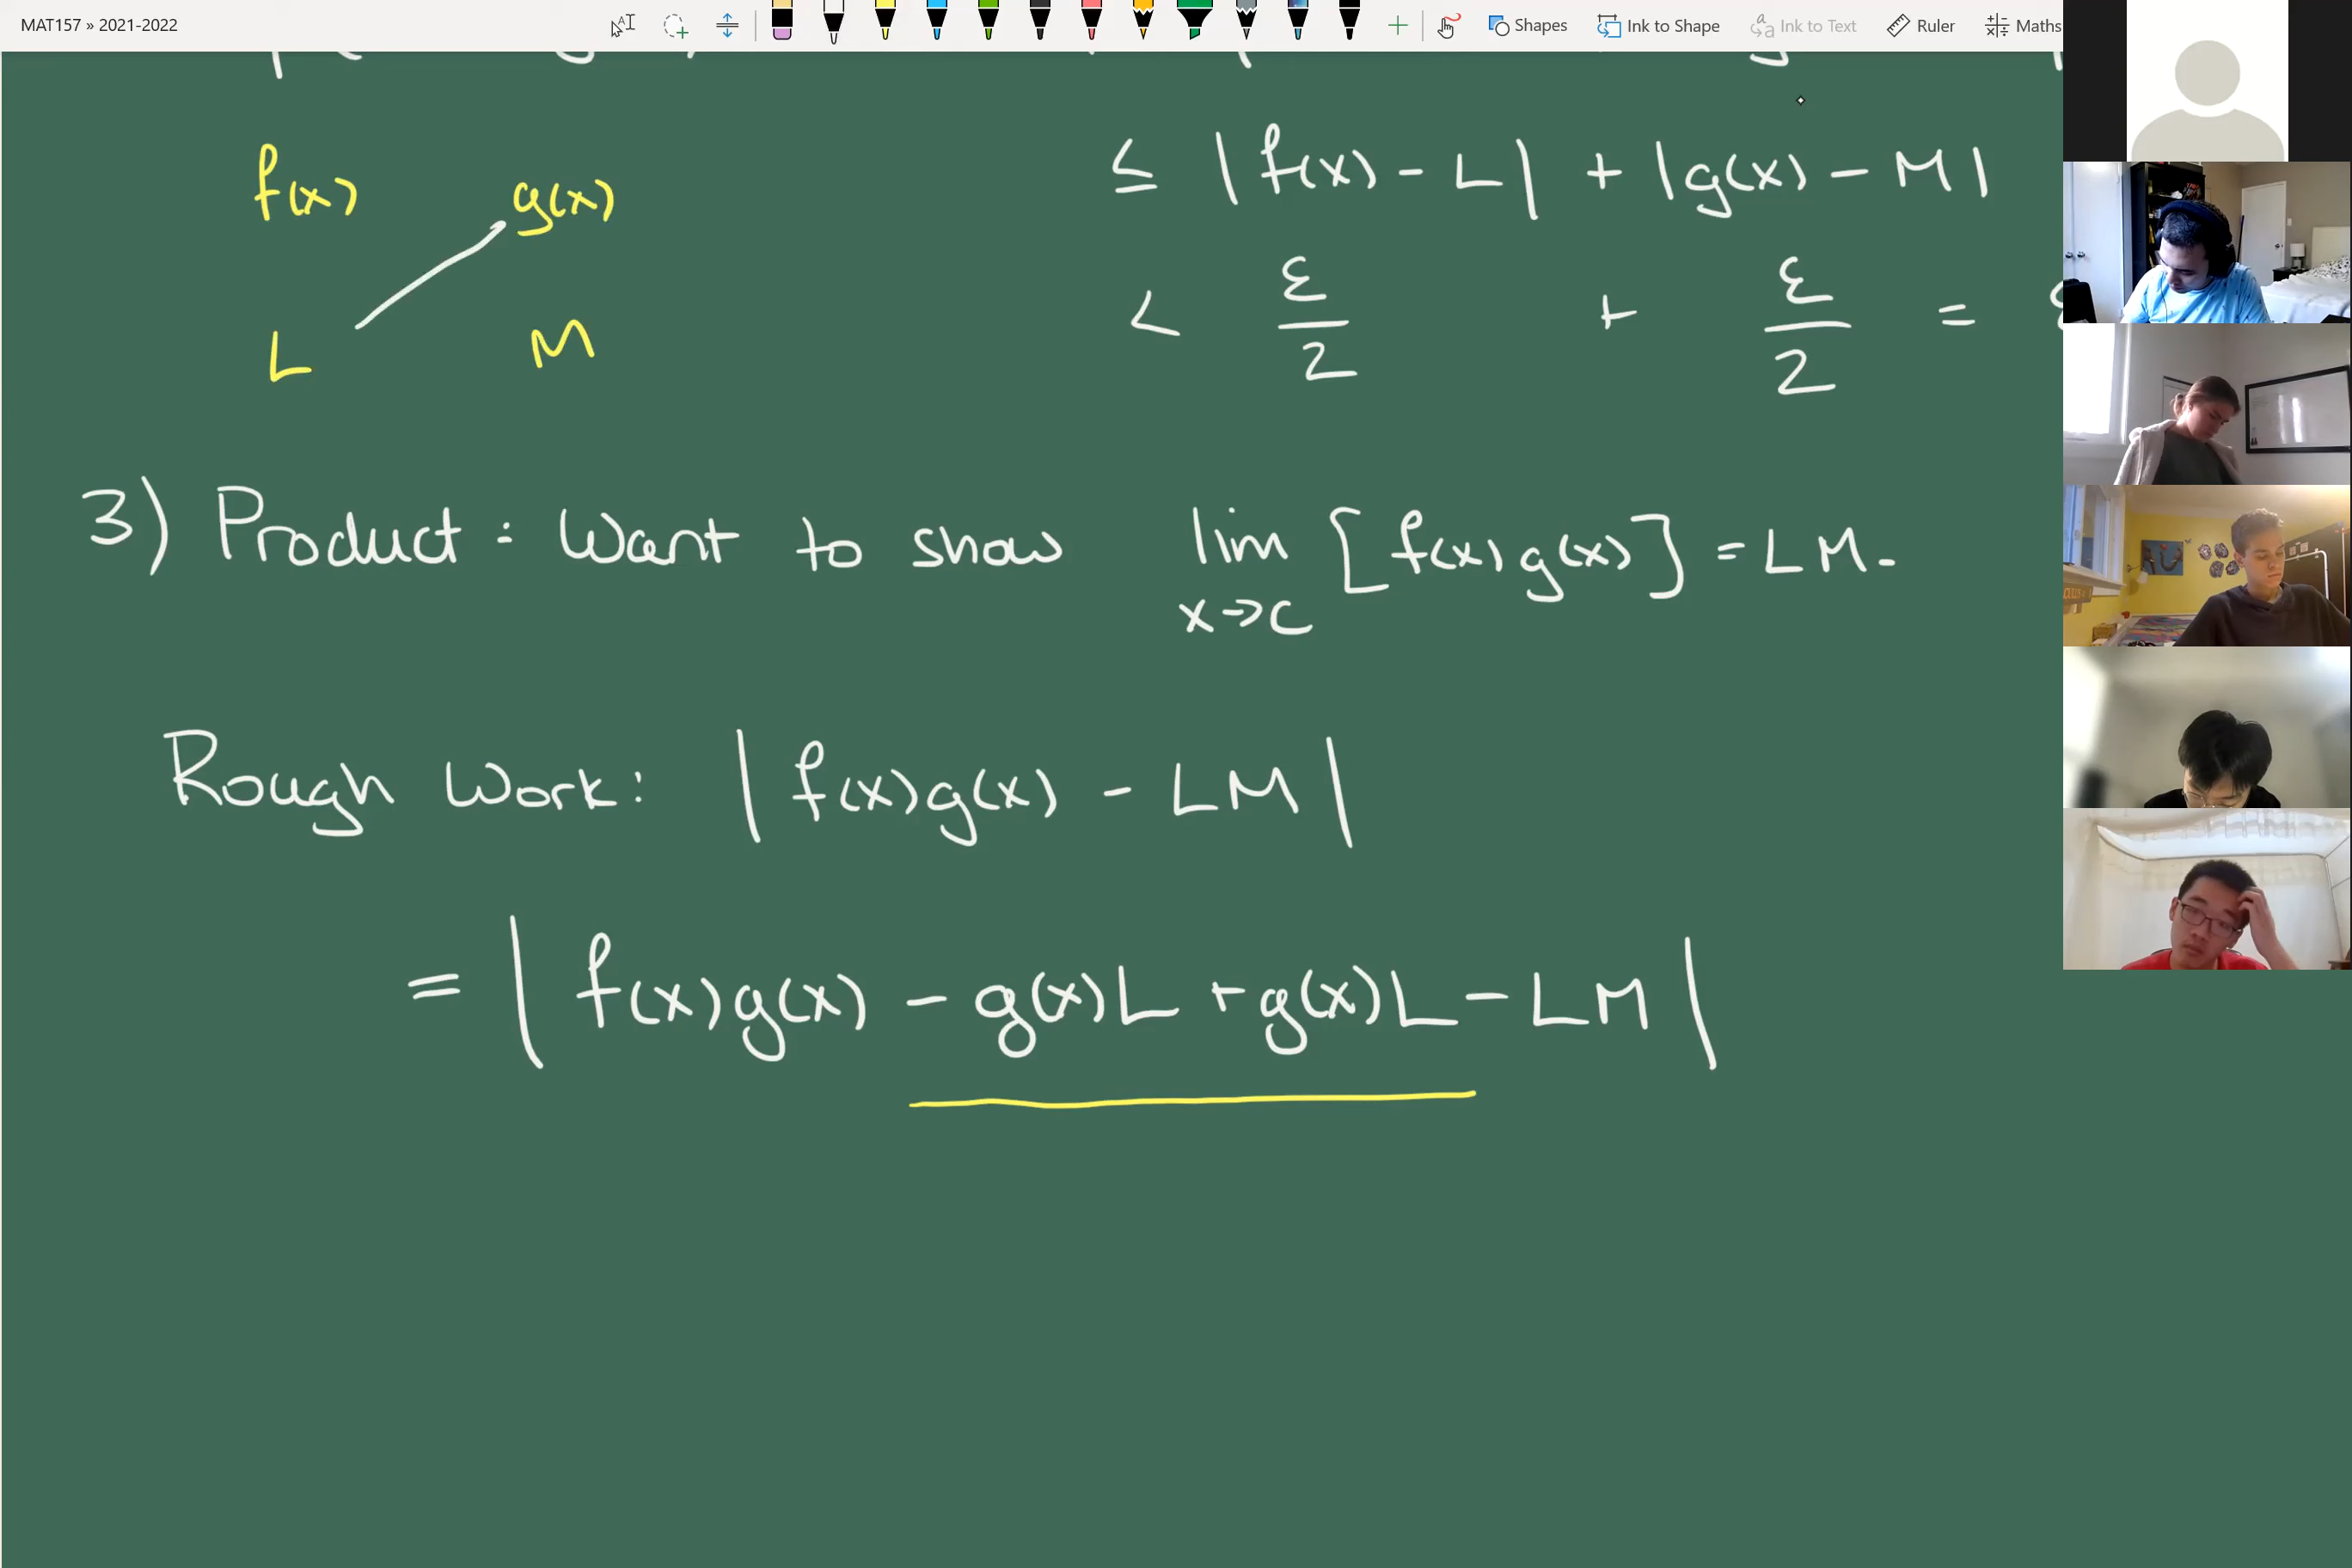 MAT157 » 2021-2022
Shapes Ink to Shape Ink to Text Ruler Maths
f(x) g(x)
L M
≤ |f(x) - L| + |g(x) - M|
< ε/2 + ε/2 =
3) Product: Want to show lim x→c [f(x)g(x)] = LM.
Rough Work: |f(x)g(x) - LM|
= |f(x)g(x) - g(x)L + g(x)L - LM|